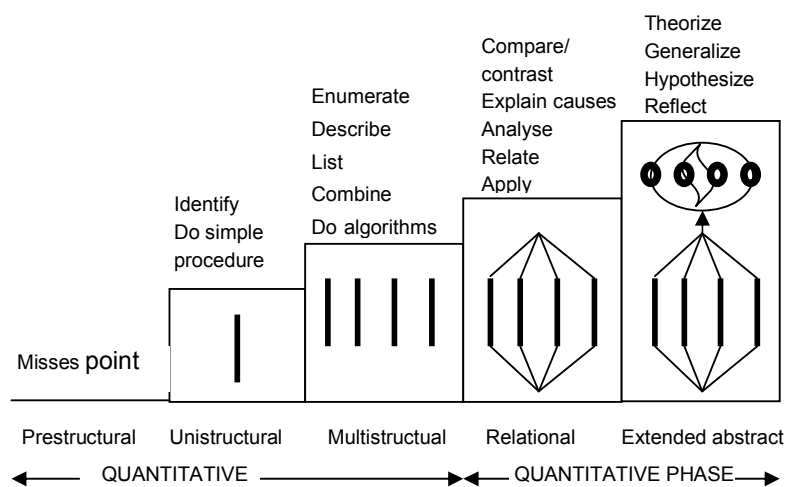 Misses point
Identify
Do simple
procedure
Enumerate
Describe
List
Combine
Do algorithms
Compare/
contrast
Explain causes
Analyse
Relate
Apply
Theorize
Generalize
Hypothesize
Reflect
Prestructural Unistructural Multistructual Relational Extended abstract
QUANTITATIVE QUANTITATIVE PHASE